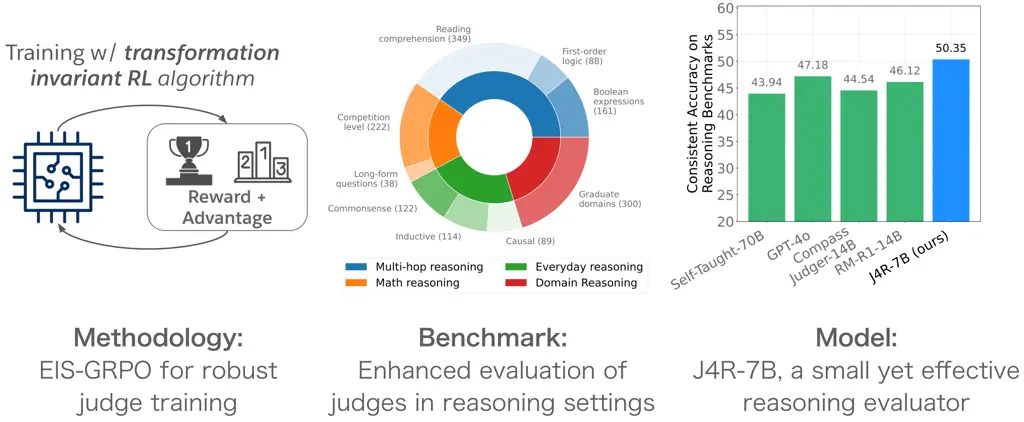 Training w/ transformation
invariant RL algorithm
1
2
1
3
Reward +
Advantage
Methodology:
EIS-GRPO for robust
judge training
Reading
comprehension (349)
First-order
logic (88)
Boolean
expressions
(161)
Competition
level (222)
Long-form
questions (38)
Commonsense (122)
Inductive (114)
Causal (89)
Graduate
domains (300)
Multi-hop reasoning
Math reasoning
Everyday reasoning
Domain Reasoning
Benchmark:
Enhanced evaluation of
judges in reasoning settings
Consistent Accuracy on
Reasoning Benchmarks
60
55
50
45
40
35
30
25
20
43.94
47.18
44.54
46.12
50.35
Self-Taught-70B
GPT-4o
Compass
Judger-14B
RM-R1-14B
J4R-7B (ours)
Model:
J4R-7B, a small yet effective
reasoning evaluator